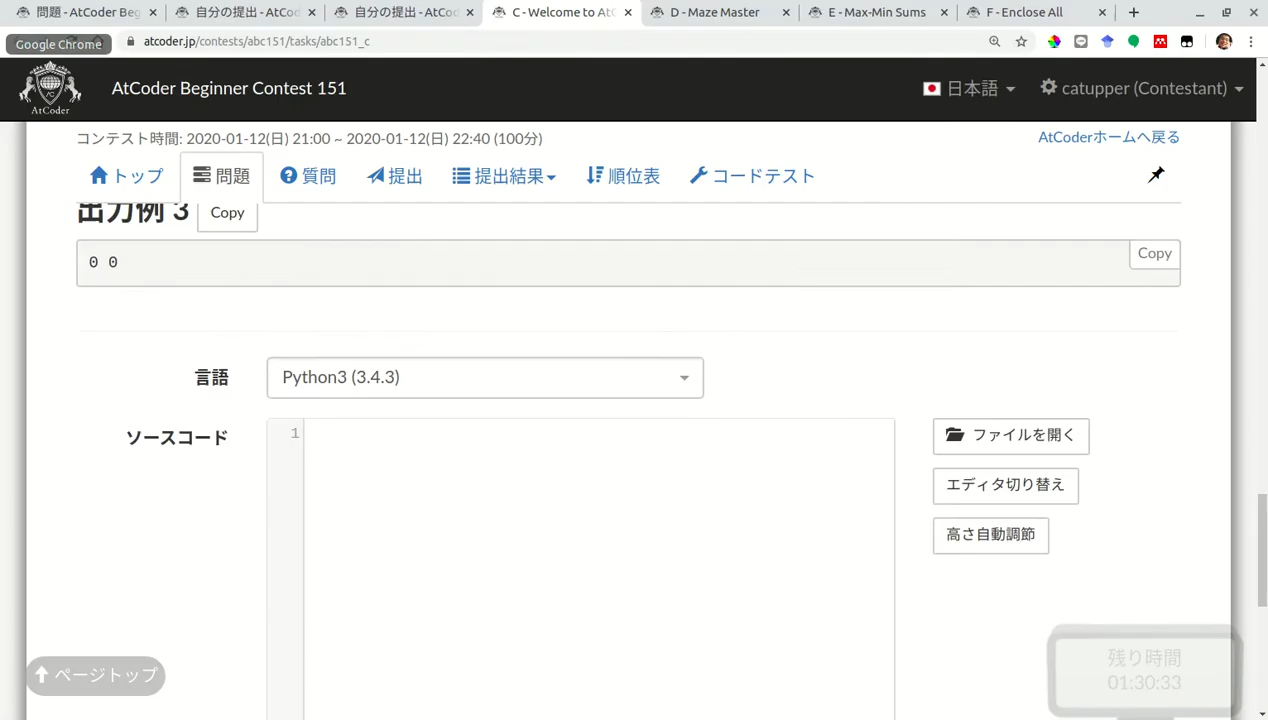 問題 - AtCoder Beg
自分の提出 - AtCod
自分の提出 - AtCod
C - Welcome to AtC
D - Maze Master
E - Max-Min Sums
F - Enclose All
Google Chrome
atcoder.jp/contests/abc151/tasks/abc151_c
AtCoder
AtCoder Beginner Contest 151
日本語
catupper (Contestant)
コンテスト時間: 2020-01-12(日) 21:00 ~ 2020-01-12(日) 22:40 (100分)
AtCoderホームへ戻る
トップ
問題
質問
提出
提出結果
順位表
コードテスト
出力例 3
Copy
0 0
Copy
言語
Python3 (3.4.3)
ソースコード
1
ファイルを開く
エディタ切り替え
高さ自動調節
ページトップ
残り時間
01:30:33